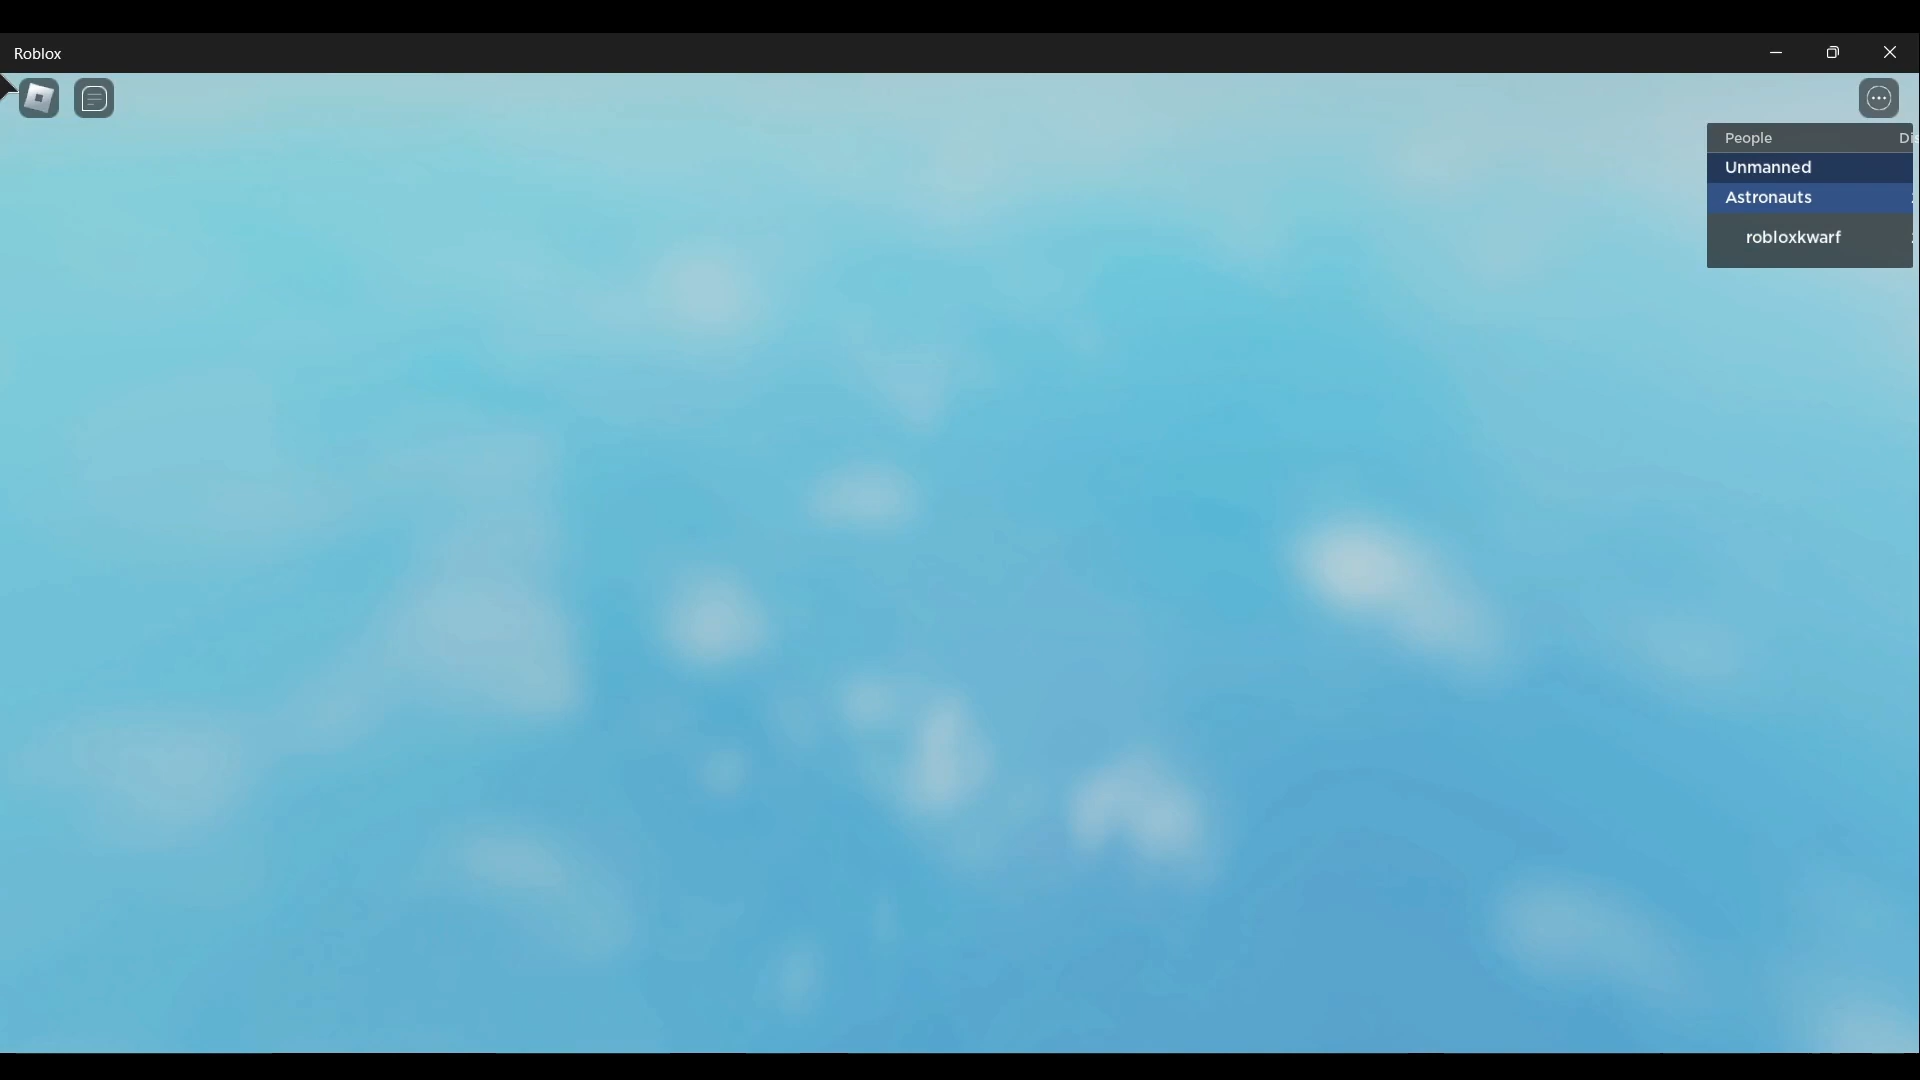 Roblox
People
Unmanned
Astronauts
robloxkwarf